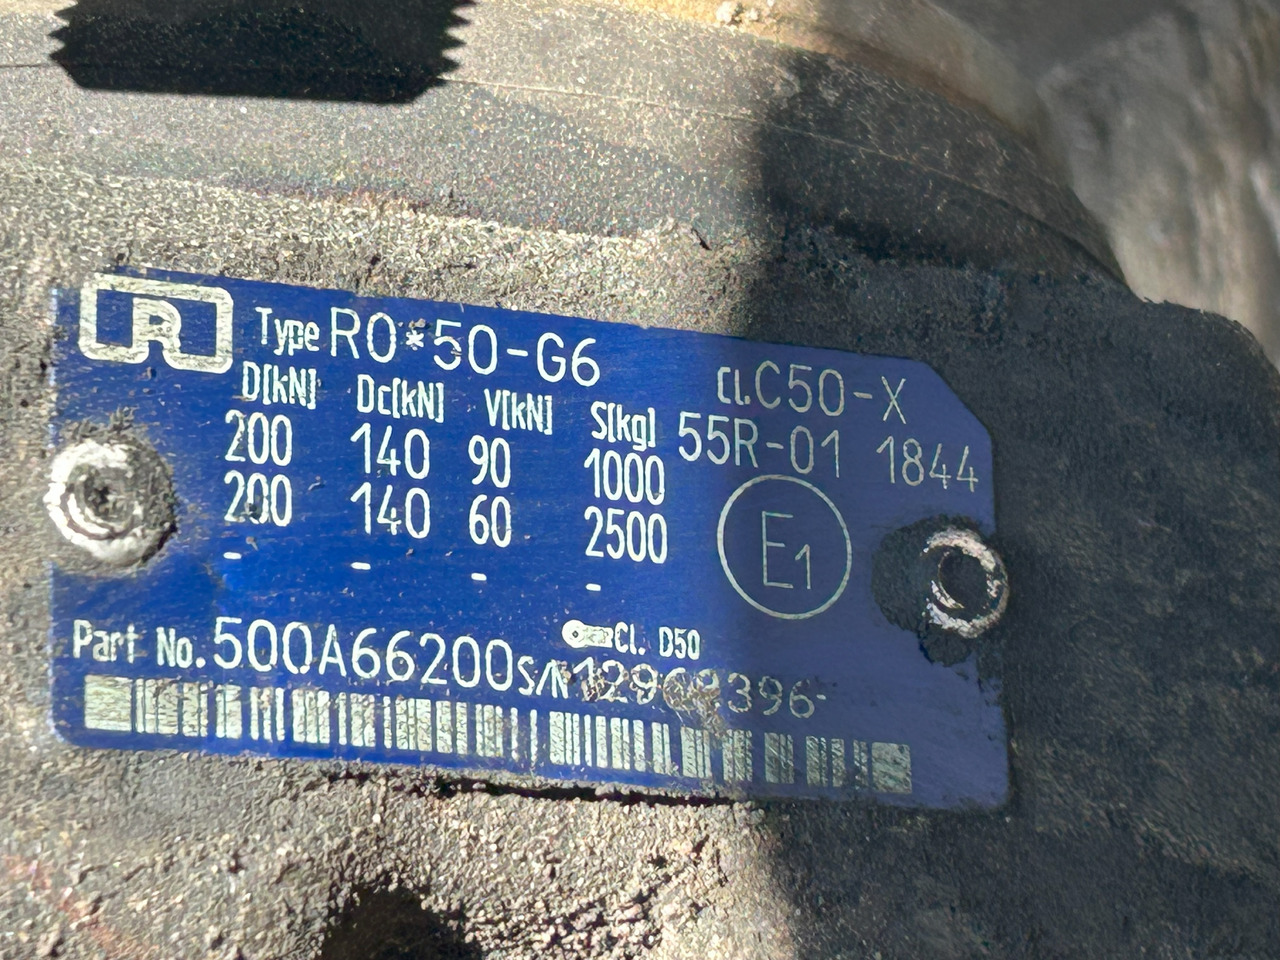 R
Type RO*50-G6
CL.C50-X
D[kN] Dc[kN] V[kN] S[kg] 55R-01 1844
200 140 90 1000
200 140 60 2500
- - - -
E1
Cl. D50
Part No. 500A66200 S/N